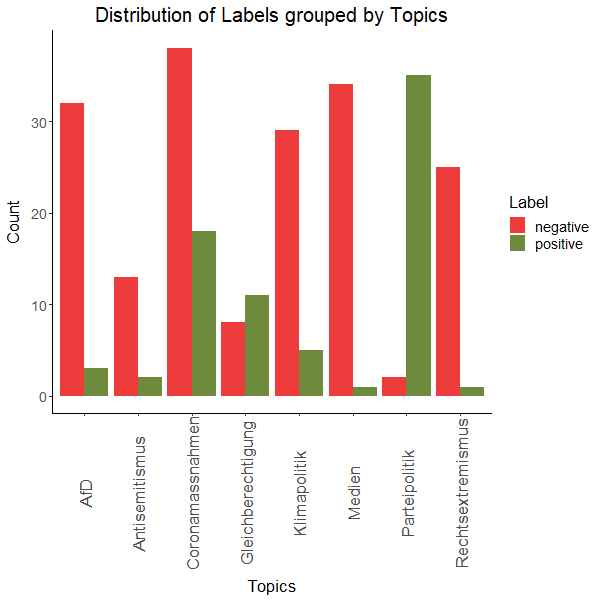 Distribution of Labels grouped by Topics
Count
30
20
10
0
AfD
Antisemitismus
Coronamassnahmen
Gleichberechtigung
Klimapolitik
Medien
Parteipolitik
Rechtsextremismus
Topics
Label
negative
positive